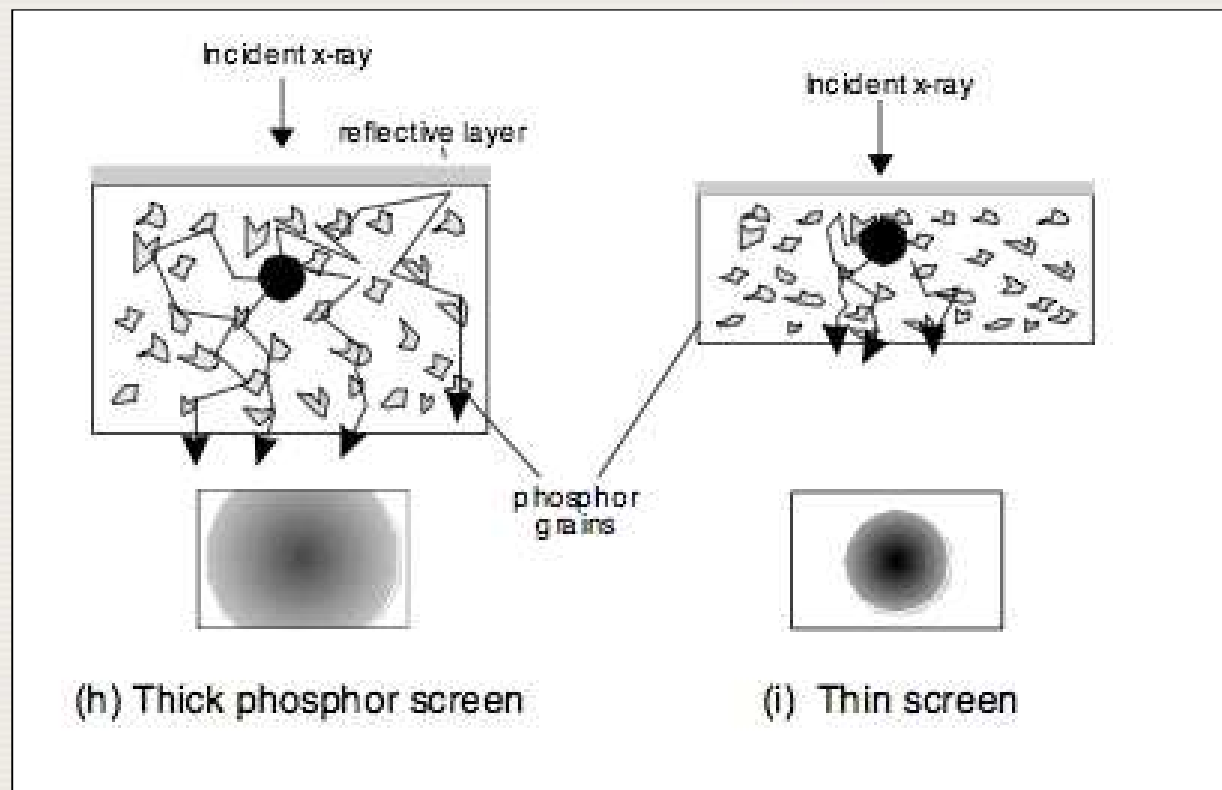 Incident x-ray
reflective layer
Incident x-ray
phosphor
grains
(h) Thick phosphor screen
(i) Thin screen